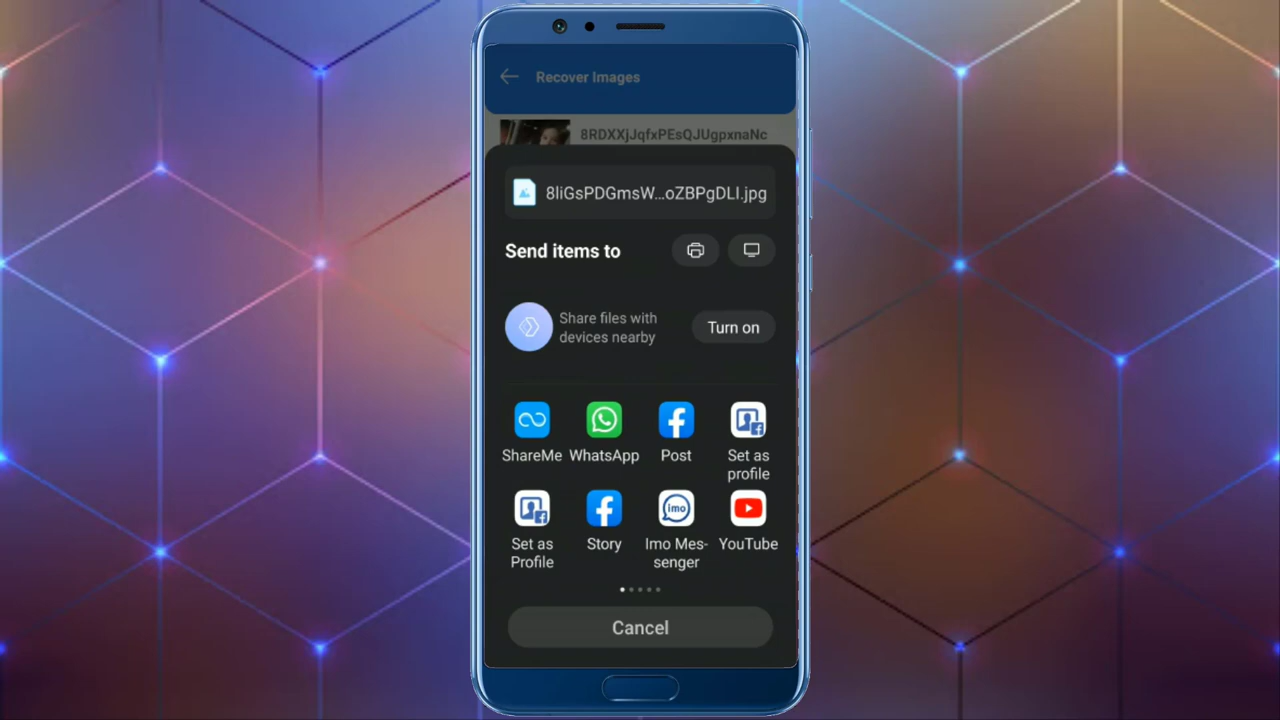 Recover Images
8RDXXjJqfxPEsQJUgpxnaNc
8liGsPDGmsW...oZBPgDLI.jpg
Send items to
Share files with
devices nearby
Turn on
ShareMe
WhatsApp
Post
Set as
profile
Set as
Profile
Story
imo
Imo Mes-
senger
YouTube
Cancel